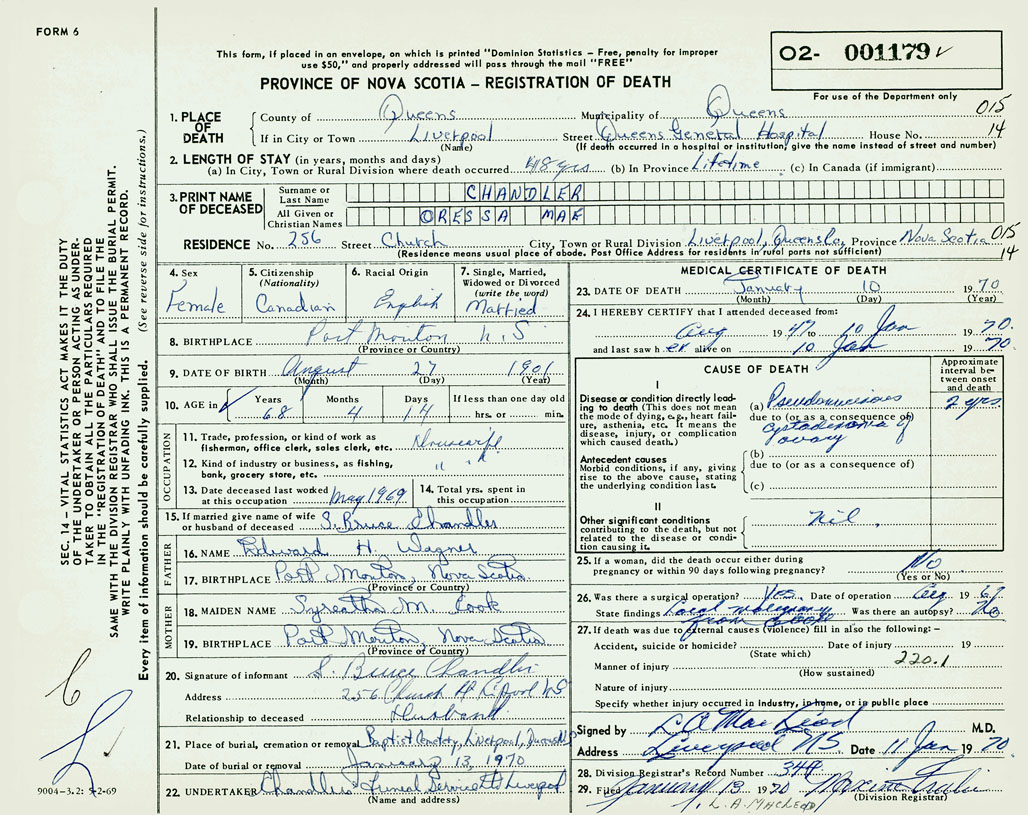 FORM 6
This form, if placed in an envelope, on which is printed "Dominion Statistics – Free, penalty for improper
use $50," and properly addressed will pass through the mail "FREE"
O2- 001179
PROVINCE OF NOVA SCOTIA – REGISTRATION OF DEATH
For use of the Department only
1. PLACE OF DEATH
County of Queens Municipality of Queens 015
If in City or Town Liverpool Street Queens General Hospital House No. 14
(Name) (If death occurred in a hospital or institution, give the name instead of street and number)
2. LENGTH OF STAY (in years, months and days)
(a) In City, Town or Rural Division where death occurred 48 yrs (b) In Province Lifetime (c) In Canada (if immigrant)
3. PRINT NAME OF DECEASED
Surname or Last Name CHANDLER
All Given or Christian Names ORESSA MAE
RESIDENCE No. 256 Street Church City, Town or Rural Division Liverpool, Queens Co, Province Nova Scotia 015
(Residence means usual place of abode. Post Office Address for residents in rural parts not sufficient) 14
4. Sex Female
5. Citizenship (Nationality) Canadian
6. Racial Origin English
7. Single, Married, Widowed or Divorced (write the word) Married
8. BIRTHPLACE Port Mouton N.S
(Province or Country)
9. DATE OF BIRTH August 27 1901
(Month) (Day) (Year)
10. AGE in Years 68 Months 4 Days 14 If less than one day old hrs. or min.
OCCUPATION
11. Trade, profession, or kind of work as fisherman, office clerk, sales clerk, etc. Housewife
12. Kind of industry or business, as fishing, bank, grocery store, etc. " "
13. Date deceased last worked at this occupation May 1969
14. Total yrs. spent in this occupation
15. If married give name of wife or husband of deceased S. Bruce Chandler
FATHER
16. NAME Edward H. Wagner
17. BIRTHPLACE Port Mouton, Nova Scotia
(Province or Country)
MOTHER
18. MAIDEN NAME M. Cook
19. BIRTHPLACE Port Mouton, Nova Scotia
(Province of Country)
20. Signature of informant S. Bruce Chandler
Address 256 Church St L'pool NS
Relationship to deceased Husband
21. Place of burial, cremation or removal Baptist Cemetery, Liverpool,
Date of burial or removal January 13, 1970
22. UNDERTAKER Chandlers Funeral Service Liverpool
(Name and address)
MEDICAL CERTIFICATE OF DEATH
23. DATE OF DEATH January 10 1970
(Month) (Day) (Year)
24. I HEREBY CERTIFY that I attended deceased from:
Aug 1947 to 10 Jan 1970.
and last saw h er alive on 10 Jan 1970.
CAUSE OF DEATH
Approximate interval between onset and death
I
Disease or condition directly leading to death (This does not mean the mode of dying, e.g., heart failure, asthenia, etc. It means the disease, injury, or complication which caused death.)
(a) Pseudomucinous 2 yrs
due to (or as a consequence of)
cystadenoma of
ovary
Antecedent causes
Morbid conditions, if any, giving rise to the above cause, stating the underlying condition last.
(b)
due to (or as a consequence of)
(c)
II
Other significant conditions contributing to the death, but not related to the disease or condition causing it.
Nil.
25. If a woman, did the death occur either during pregnancy or within 90 days following pregnancy? No
(Yes or No)
26. Was there a surgical operation? Yes. Date of operation Aug 1967
State findings Was there an autopsy? No
27. If death was due to external causes (violence) fill in also the following: –
Accident, suicide or homicide? Date of injury 19
(State which) 220.1
Manner of injury
(How sustained)
Nature of injury
Specify whether injury occurred in industry, in home, or in public place
Signed by L.A. MacLeod M.D.
Address Liverpool NS Date 11 Jan 1970
28. Division Registrar's Record Number 344
29. Filed January 13 1970 Maxine
(Division Registrar)
L.A. MACLEOD
SEC. 14 – VITAL STATISTICS ACT MAKES IT THE DUTY
OF THE UNDERTAKER OR PERSON ACTING AS UNDER-
TAKER TO OBTAIN ALL THE PARTICULARS REQUIRED
IN THE "REGISTRATION OF DEATH" AND TO FILE THE
SAME WITH THE DIVISION REGISTRAR WHO SHALL ISSUE THE BURIAL PERMIT.
WRITE PLAINLY WITH UNFADING INK. THIS IS A PERMANENT RECORD.
Every item of information should be carefully supplied. (See reverse side for instructions.)
9004-3.2: 5-2-69